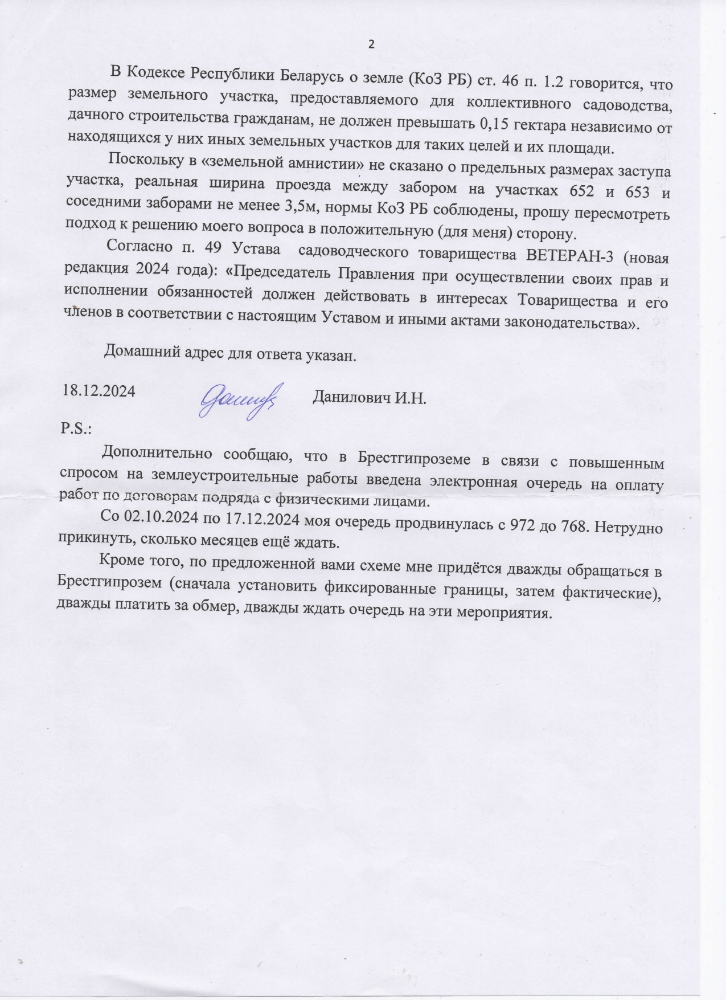 2
В Кодексе Республики Беларусь о земле (КоЗ РБ) ст. 46 п. 1.2 говорится, что
размер земельного участка, предоставляемого для коллективного садоводства,
дачного строительства гражданам, не должен превышать 0,15 гектара независимо от
находящихся у них иных земельных участков для таких целей и их площади.
Поскольку в «земельной амнистии» не сказано о предельных размерах заступа
участка, реальная ширина проезда между забором на участках 652 и 653 и
соседними заборами не менее 3,5м, нормы КоЗ РБ соблюдены, прошу пересмотреть
подход к решению моего вопроса в положительную (для меня) сторону.
Согласно п. 49 Устава садоводческого товарищества ВЕТЕРАН-3 (новая
редакция 2024 года): «Председатель Правления при осуществлении своих прав и
исполнении обязанностей должен действовать в интересах Товарищества и его
членов в соответствии с настоящим Уставом и иными актами законодательства».
Домашний адрес для ответа указан.
18.12.2024 Данилович И.Н.
P.S.:
Дополнительно сообщаю, что в Брестгипроземе в связи с повышенным
спросом на землеустроительные работы введена электронная очередь на оплату
работ по договорам подряда с физическими лицами.
Со 02.10.2024 по 17.12.2024 моя очередь продвинулась с 972 до 768. Нетрудно
прикинуть, сколько месяцев ещё ждать.
Кроме того, по предложенной вами схеме мне придётся дважды обращаться в
Брестгипрозем (сначала установить фиксированные границы, затем фактические),
дважды платить за обмер, дважды ждать очередь на эти мероприятия.